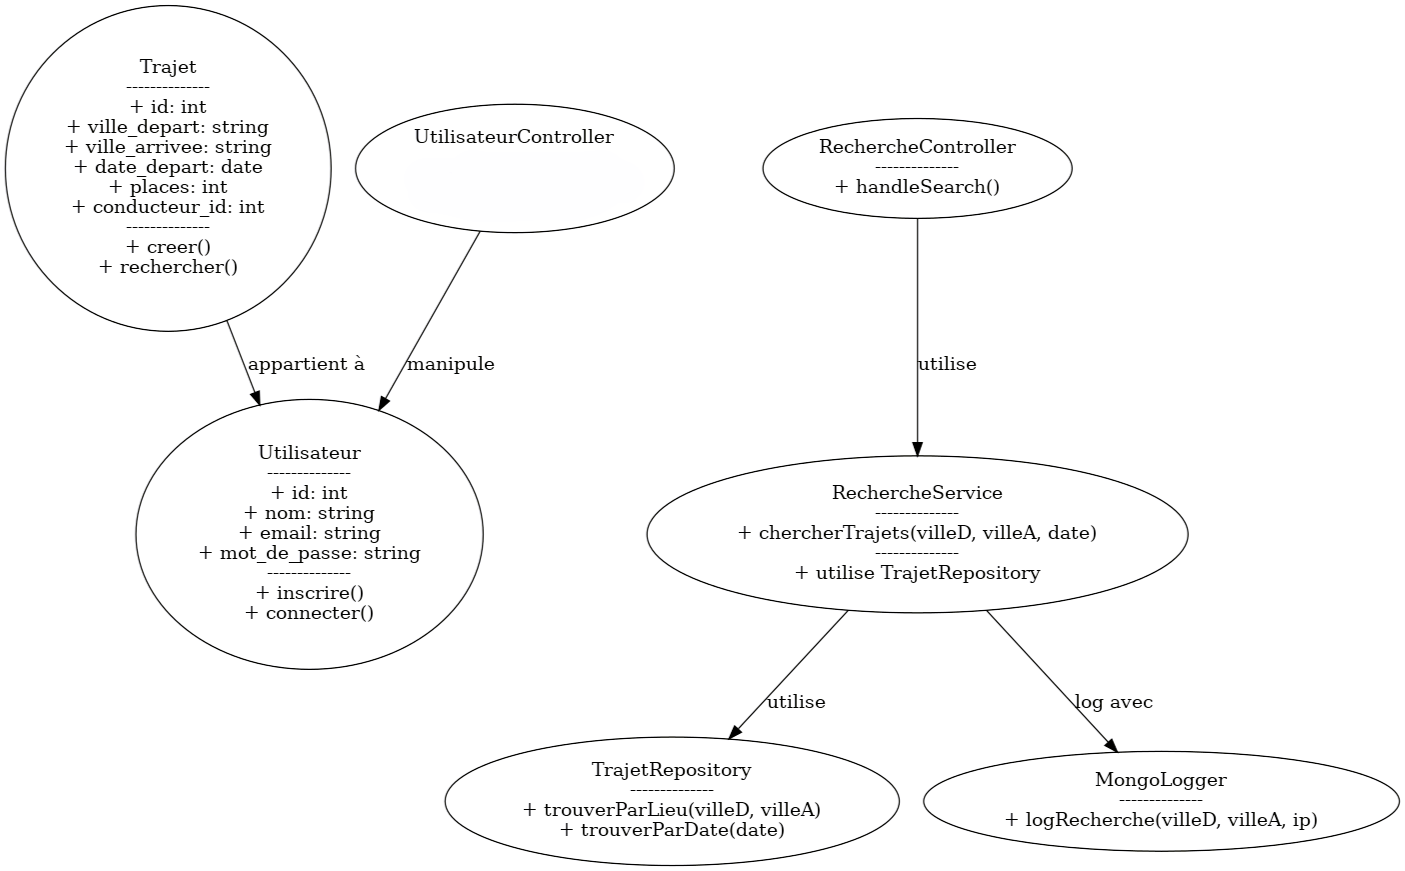 Trajet
--------------
+ id: int
+ ville_depart: string
+ ville_arrivee: string
+ date_depart: date
+ places: int
+ conducteur_id: int
--------------
+ creer()
+ rechercher()
UtilisateurController
RechercheController
--------------
+ handleSearch()
appartient à
manipule
utilise
Utilisateur
--------------
+ id: int
+ nom: string
+ email: string
+ mot_de_passe: string
--------------
+ inscrire()
+ connecter()
RechercheService
--------------
+ chercherTrajets(villeD, villeA, date)
--------------
+ utilise TrajetRepository
utilise
log avec
TrajetRepository
--------------
+ trouverParLieu(villeD, villeA)
+ trouverParDate(date)
MongoLogger
--------------
+ logRecherche(villeD, villeA, ip)